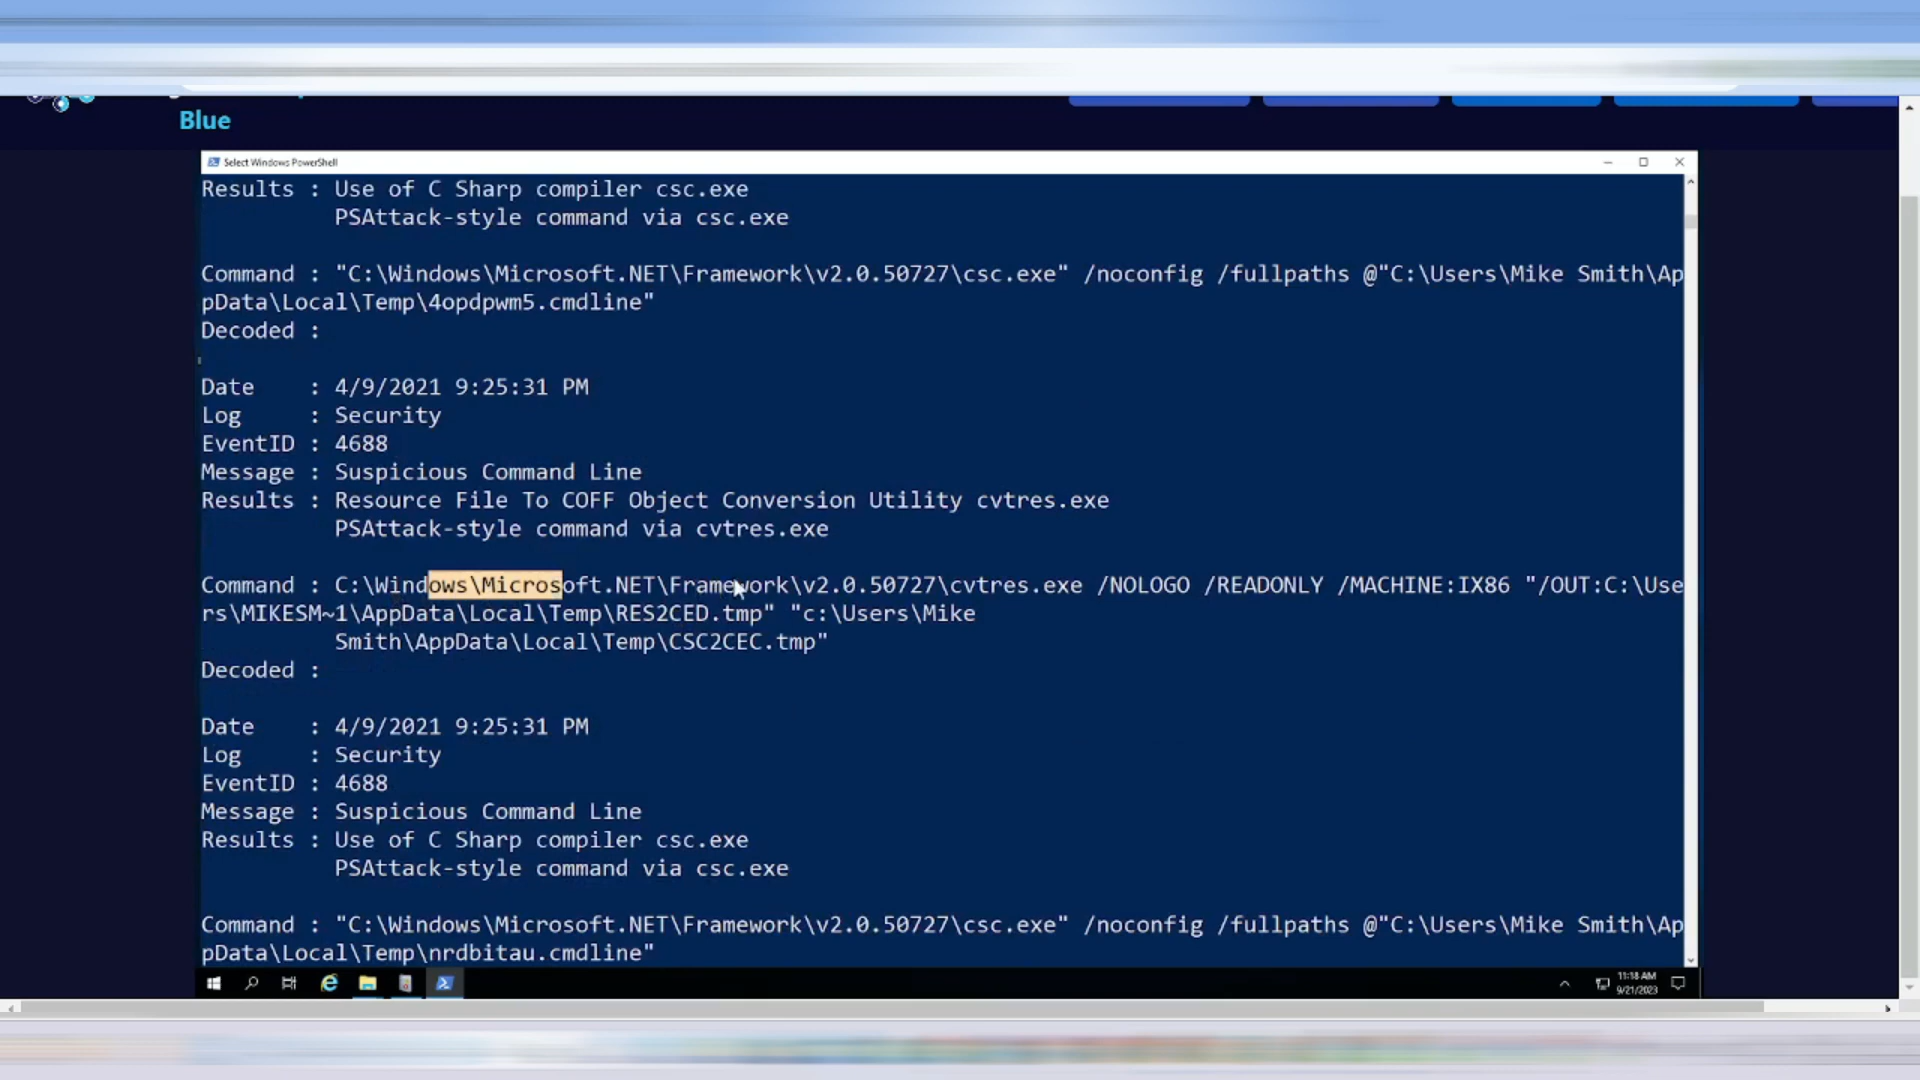 Blue
Select Windows PowerShell
Results : Use of C Sharp compiler csc.exe
PSAttack-style command via csc.exe
Command : "C:\Windows\Microsoft.NET\Framework\v2.0.50727\csc.exe" /noconfig /fullpaths @"C:\Users\Mike Smith\Ap
pData\Local\Temp\4opdpwm5.cmdline"
Decoded :
Date : 4/9/2021 9:25:31 PM
Log : Security
EventID : 4688
Message : Suspicious Command Line
Results : Resource File To COFF Object Conversion Utility cvtres.exe
PSAttack-style command via cvtres.exe
Command : C:\Windows\Microsoft.NET\Framework\v2.0.50727\cvtres.exe /NOLOGO /READONLY /MACHINE:IX86 "/OUT:C:\Use
rs\MIKESM~1\AppData\Local\Temp\RES2CED.tmp" "c:\Users\Mike
Smith\AppData\Local\Temp\CSC2CEC.tmp"
Decoded :
Date : 4/9/2021 9:25:31 PM
Log : Security
EventID : 4688
Message : Suspicious Command Line
Results : Use of C Sharp compiler csc.exe
PSAttack-style command via csc.exe
Command : "C:\Windows\Microsoft.NET\Framework\v2.0.50727\csc.exe" /noconfig /fullpaths @"C:\Users\Mike Smith\Ap
pData\Local\Temp\nrdbitau.cmdline"
11:18 AM
9/21/2023